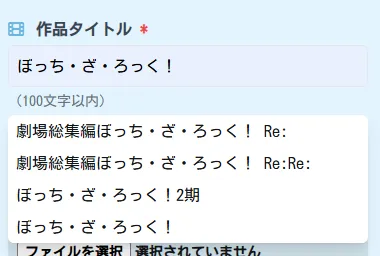 作品タイトル *
ぼっち・ざ・ろっく!
(100文字以内)
劇場総集編ぼっち・ざ・ろっく! Re:
劇場総集編ぼっち・ざ・ろっく! Re:Re:
ぼっち・ざ・ろっく!2期
ぼっち・ざ・ろっく!
ファイルを選択 選択されていません